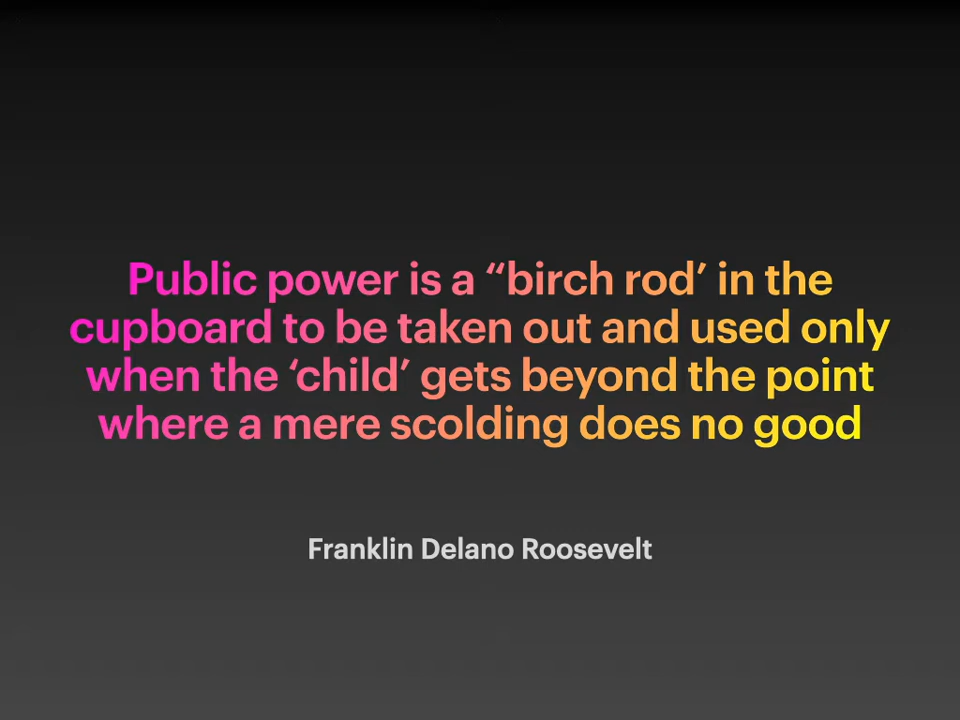 Public power is a “birch rod’ in the
cupboard to be taken out and used only
when the ‘child’ gets beyond the point
where a mere scolding does no good
Franklin Delano Roosevelt